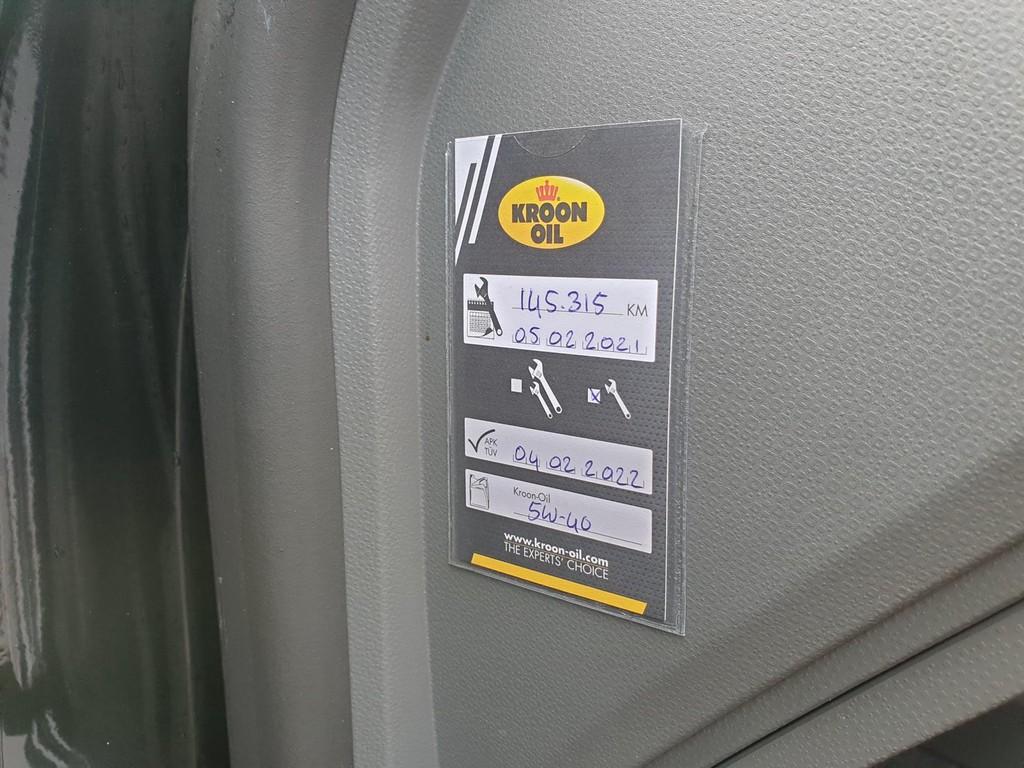 KROON
OIL
145.315 KM
05 02 2021
x
APK
TÜV
04 02 2022
Kroon-Oil
5W-40
www.kroon-oil.com
THE EXPERTS' CHOICE